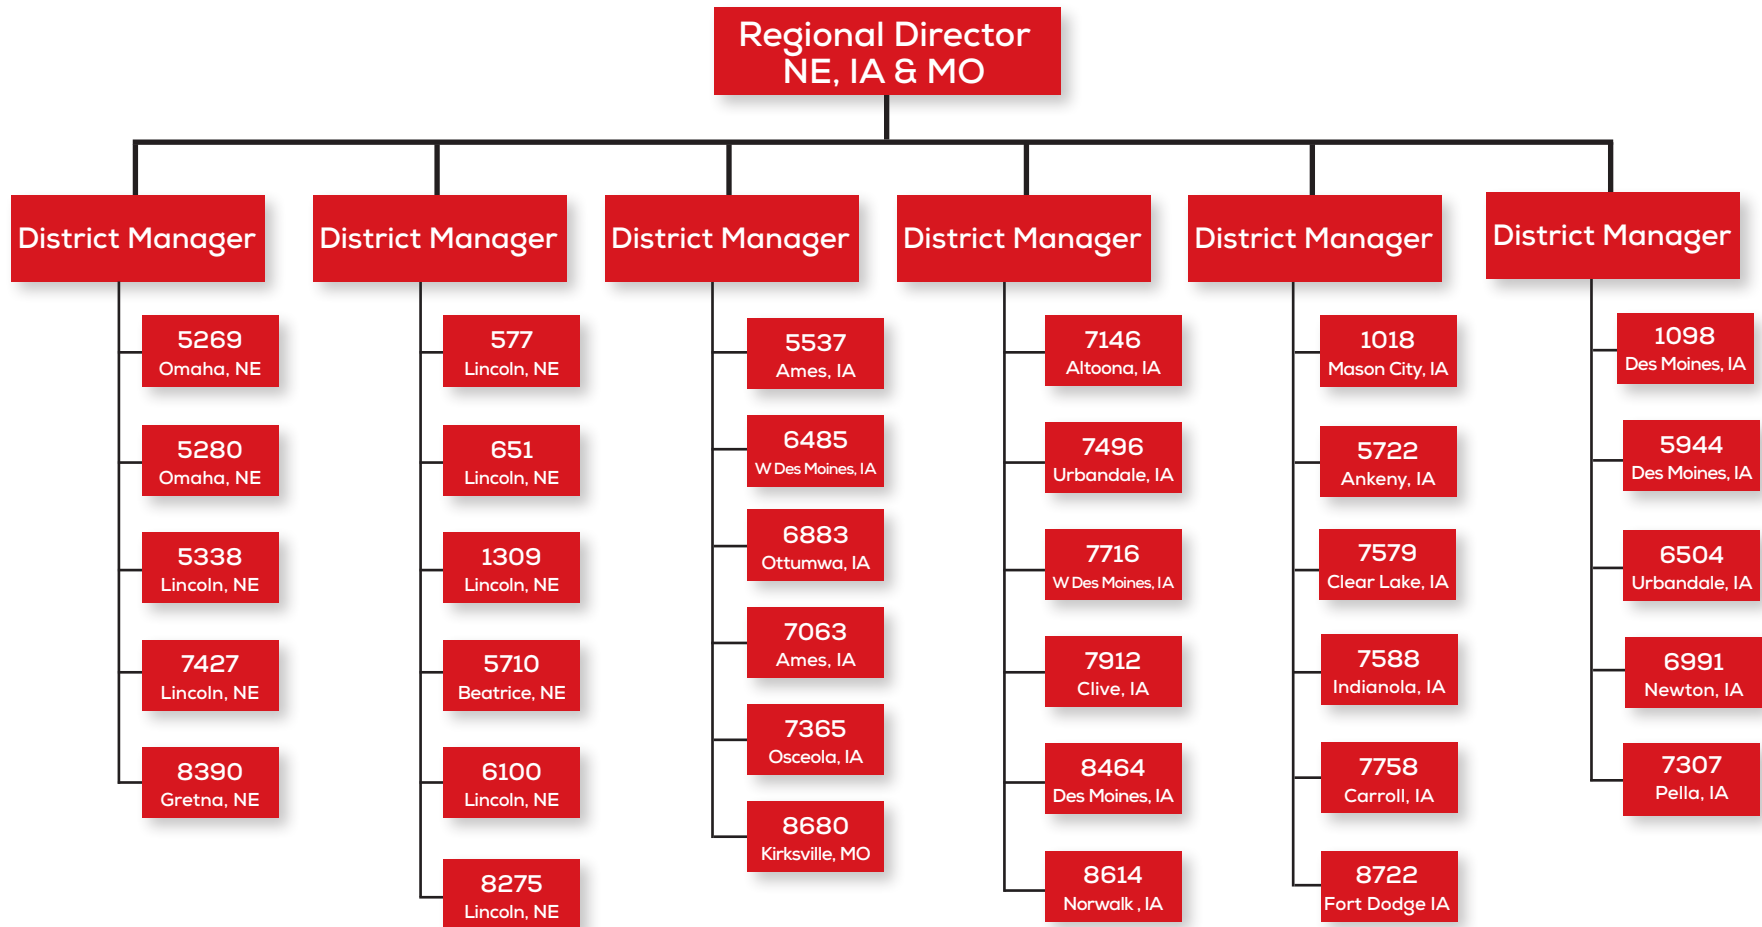 Regional Director
NE, IA & MO
District Manager
5269
Omaha, NE
5280
Omaha, NE
5338
Lincoln, NE
7427
Lincoln, NE
8390
Gretna, NE
District Manager
577
Lincoln, NE
651
Lincoln, NE
1309
Lincoln, NE
5710
Beatrice, NE
6100
Lincoln, NE
8275
Lincoln, NE
District Manager
5537
Ames, IA
6485
W Des Moines, IA
6883
Ottumwa, IA
7063
Ames, IA
7365
Osceola, IA
8680
Kirksville, MO
District Manager
7146
Altoona, IA
7496
Urbandale, IA
7716
W Des Moines, IA
7912
Clive, IA
8464
Des Moines, IA
8614
Norwalk , IA
District Manager
1018
Mason City, IA
5722
Ankeny, IA
7579
Clear Lake, IA
7588
Indianola, IA
7758
Carroll, IA
8722
Fort Dodge IA
District Manager
1098
Des Moines, IA
5944
Des Moines, IA
6504
Urbandale, IA
6991
Newton, IA
7307
Pella, IA